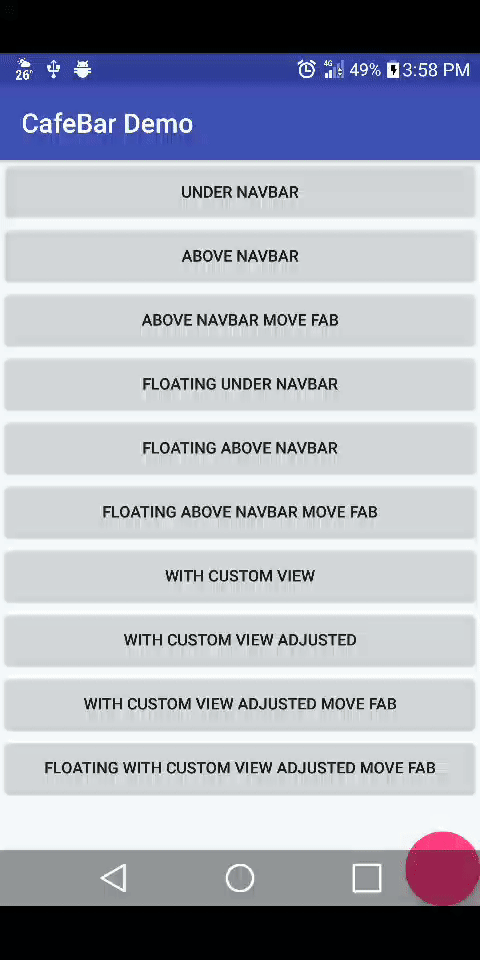 26°
4G
49%
3:58 PM
CafeBar Demo
UNDER NAVBAR
ABOVE NAVBAR
ABOVE NAVBAR MOVE FAB
FLOATING UNDER NAVBAR
FLOATING ABOVE NAVBAR
FLOATING ABOVE NAVBAR MOVE FAB
WITH CUSTOM VIEW
WITH CUSTOM VIEW ADJUSTED
WITH CUSTOM VIEW ADJUSTED MOVE FAB
FLOATING WITH CUSTOM VIEW ADJUSTED MOVE FAB